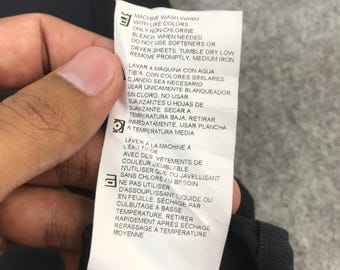 MACHINE WASH WARM
WITH LIKE COLORS
ONLY NON-CHLORINE
BLEACH WHEN NEEDED
DO NOT USE SOFTENERS OR
DRYER SHEETS, TUMBLE DRY LOW
REMOVE PROMPTLY, MEDIUM IRON
LAVAR A MAQUINA CON AGUA
TIBIA, CON COLORES SIMILARES
CUANDO SEA NECESARIO
USAR ÚNICAMENTE BLANQUEADOR
SIN CLORO, NO USAR
SUAVIZANTES U HOJAS DE
SUAVIZANTES, SECAR A
TEMPERATURA BAJA, RETIRAR
INMEDIATAMENTE, USAR PLANCHA
A TEMPERATURA MEDIA
LAVER A LA MACHINE À
L'EAU TIÈDE
AVEC DES VÊTEMENTS DE
COULEUR SEMBLABLE
N'UTILISER QUE DU JAVELLISANT
SANS CHLORE AU BESOIN
NE PAS UTILISER
D'ASSOUPLISSANT LIQUIDE OU
EN FEUILLE, SÉCHAGE PAR
CULBUTAGE À BASSE
TEMPÉRATURE, RETIRER
RAPIDEMENT APRÈS SÉCHAGE
REPASSAGE À TEMPÉRATURE
MOYENNE